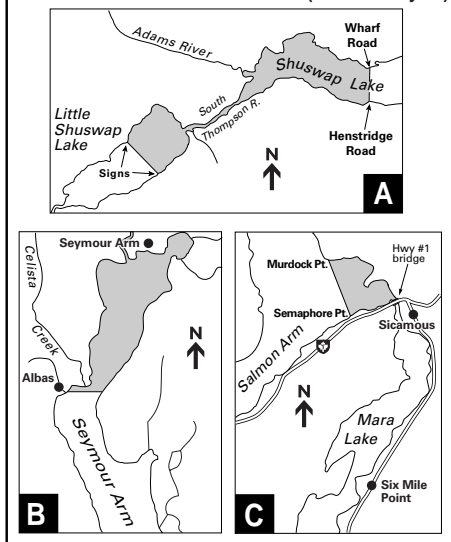 Adams River
Wharf
Road
Shuswap Lake
South
Thompson R.
Little
Shuswap
Lake
Signs
Henstridge
Road
N
A
Seymour Arm
Celista
Creek
N
Albas
Seymour Arm
B
Hwy #1
bridge
Murdock Pt.
Semaphore Pt.
Sicamous
Salmon Arm
1
N
Mara
Lake
Six Mile
Point
C